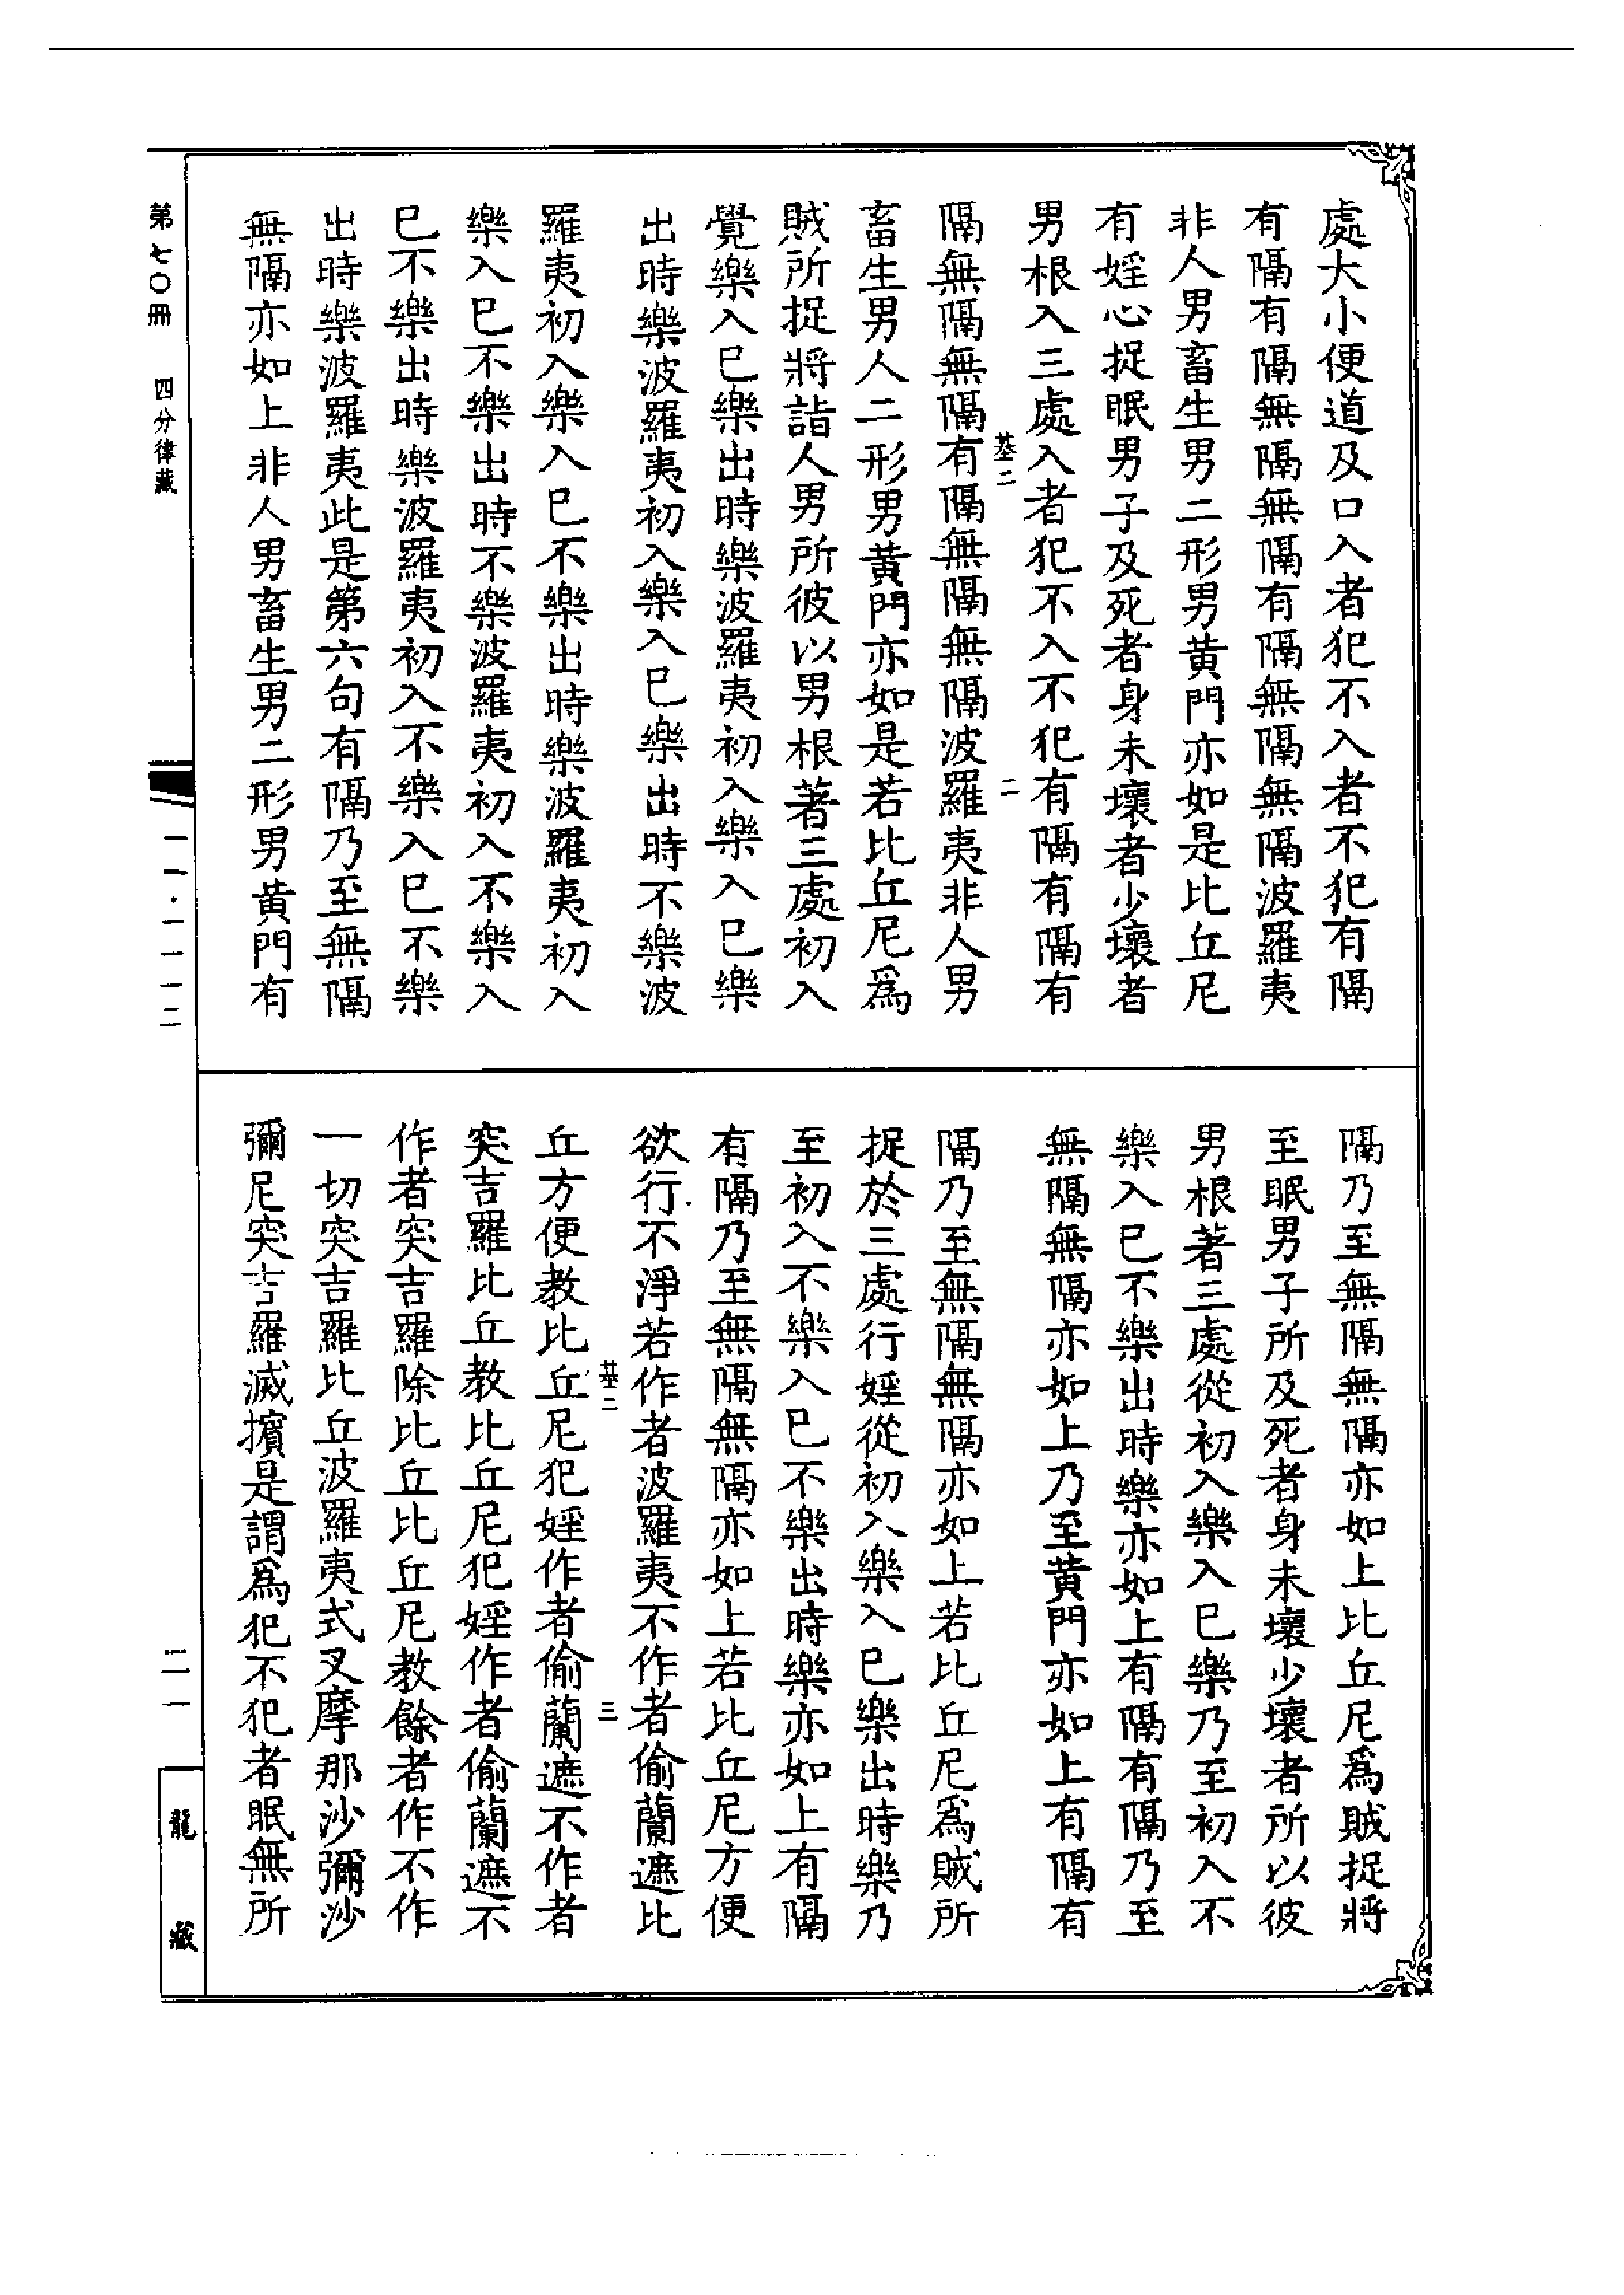 處大小便道及口入者犯不入者不犯有隔
有隔有隔無隔無隔有隔無隔無隔波羅夷
非人男畜生男二形男黃門亦如是比丘尼
有婬心捉眠男子及死者身未壞者少壞者
男根入三處入者犯不入不犯有隔有隔有
隔無隔無隔有隔無隔無隔波羅夷非人男
畜生男人二形男黃門亦如是若比丘尼為
賊所捉將詣人男所彼以男根著三處初入
覺樂入已樂出時樂波羅夷初入樂入已樂
出時樂波羅夷初入樂入已樂出時不樂波
羅夷初入樂入已不樂出時樂波羅夷初入
樂入已不樂出時不樂波羅夷初入不樂入
已不樂出時樂波羅夷初入不樂入已不樂
出時樂波羅夷此是第六句有隔乃至無隔
無隔亦如上非人男畜生男二形男黃門有
隔乃至無隔無隔亦如上比丘尼為賊捉將
至眠男子所及死者身未壞少壞者所以彼
男根著三處從初入樂入已樂乃至初入不
樂入已不樂出時樂亦如上有隔有隔乃至
無隔無隔亦如上乃至黃門亦如上有隔有
隔乃至無隔無隔亦如上若比丘尼為賊所
捉於三處行婬從初入樂入已樂出時樂乃
至初入不樂入已不樂出時樂亦如上有隔
有隔乃至無隔無隔亦如上若比丘尼方便
欲行不淨若作者波羅夷不作者偷蘭遮比
丘方便教比丘尼犯婬作者偷蘭遮不作者
突吉羅比丘教比丘尼犯婬作者偷蘭遮不
作者突吉羅除比丘比丘尼教餘者作不作
一切突吉羅比丘波羅夷式叉摩那沙彌沙
彌尼突吉羅滅擯是謂為犯不犯者眠無所
基二
二
基二
三
第七〇冊 四分律藏
一一·一一一二
二一
龍藏